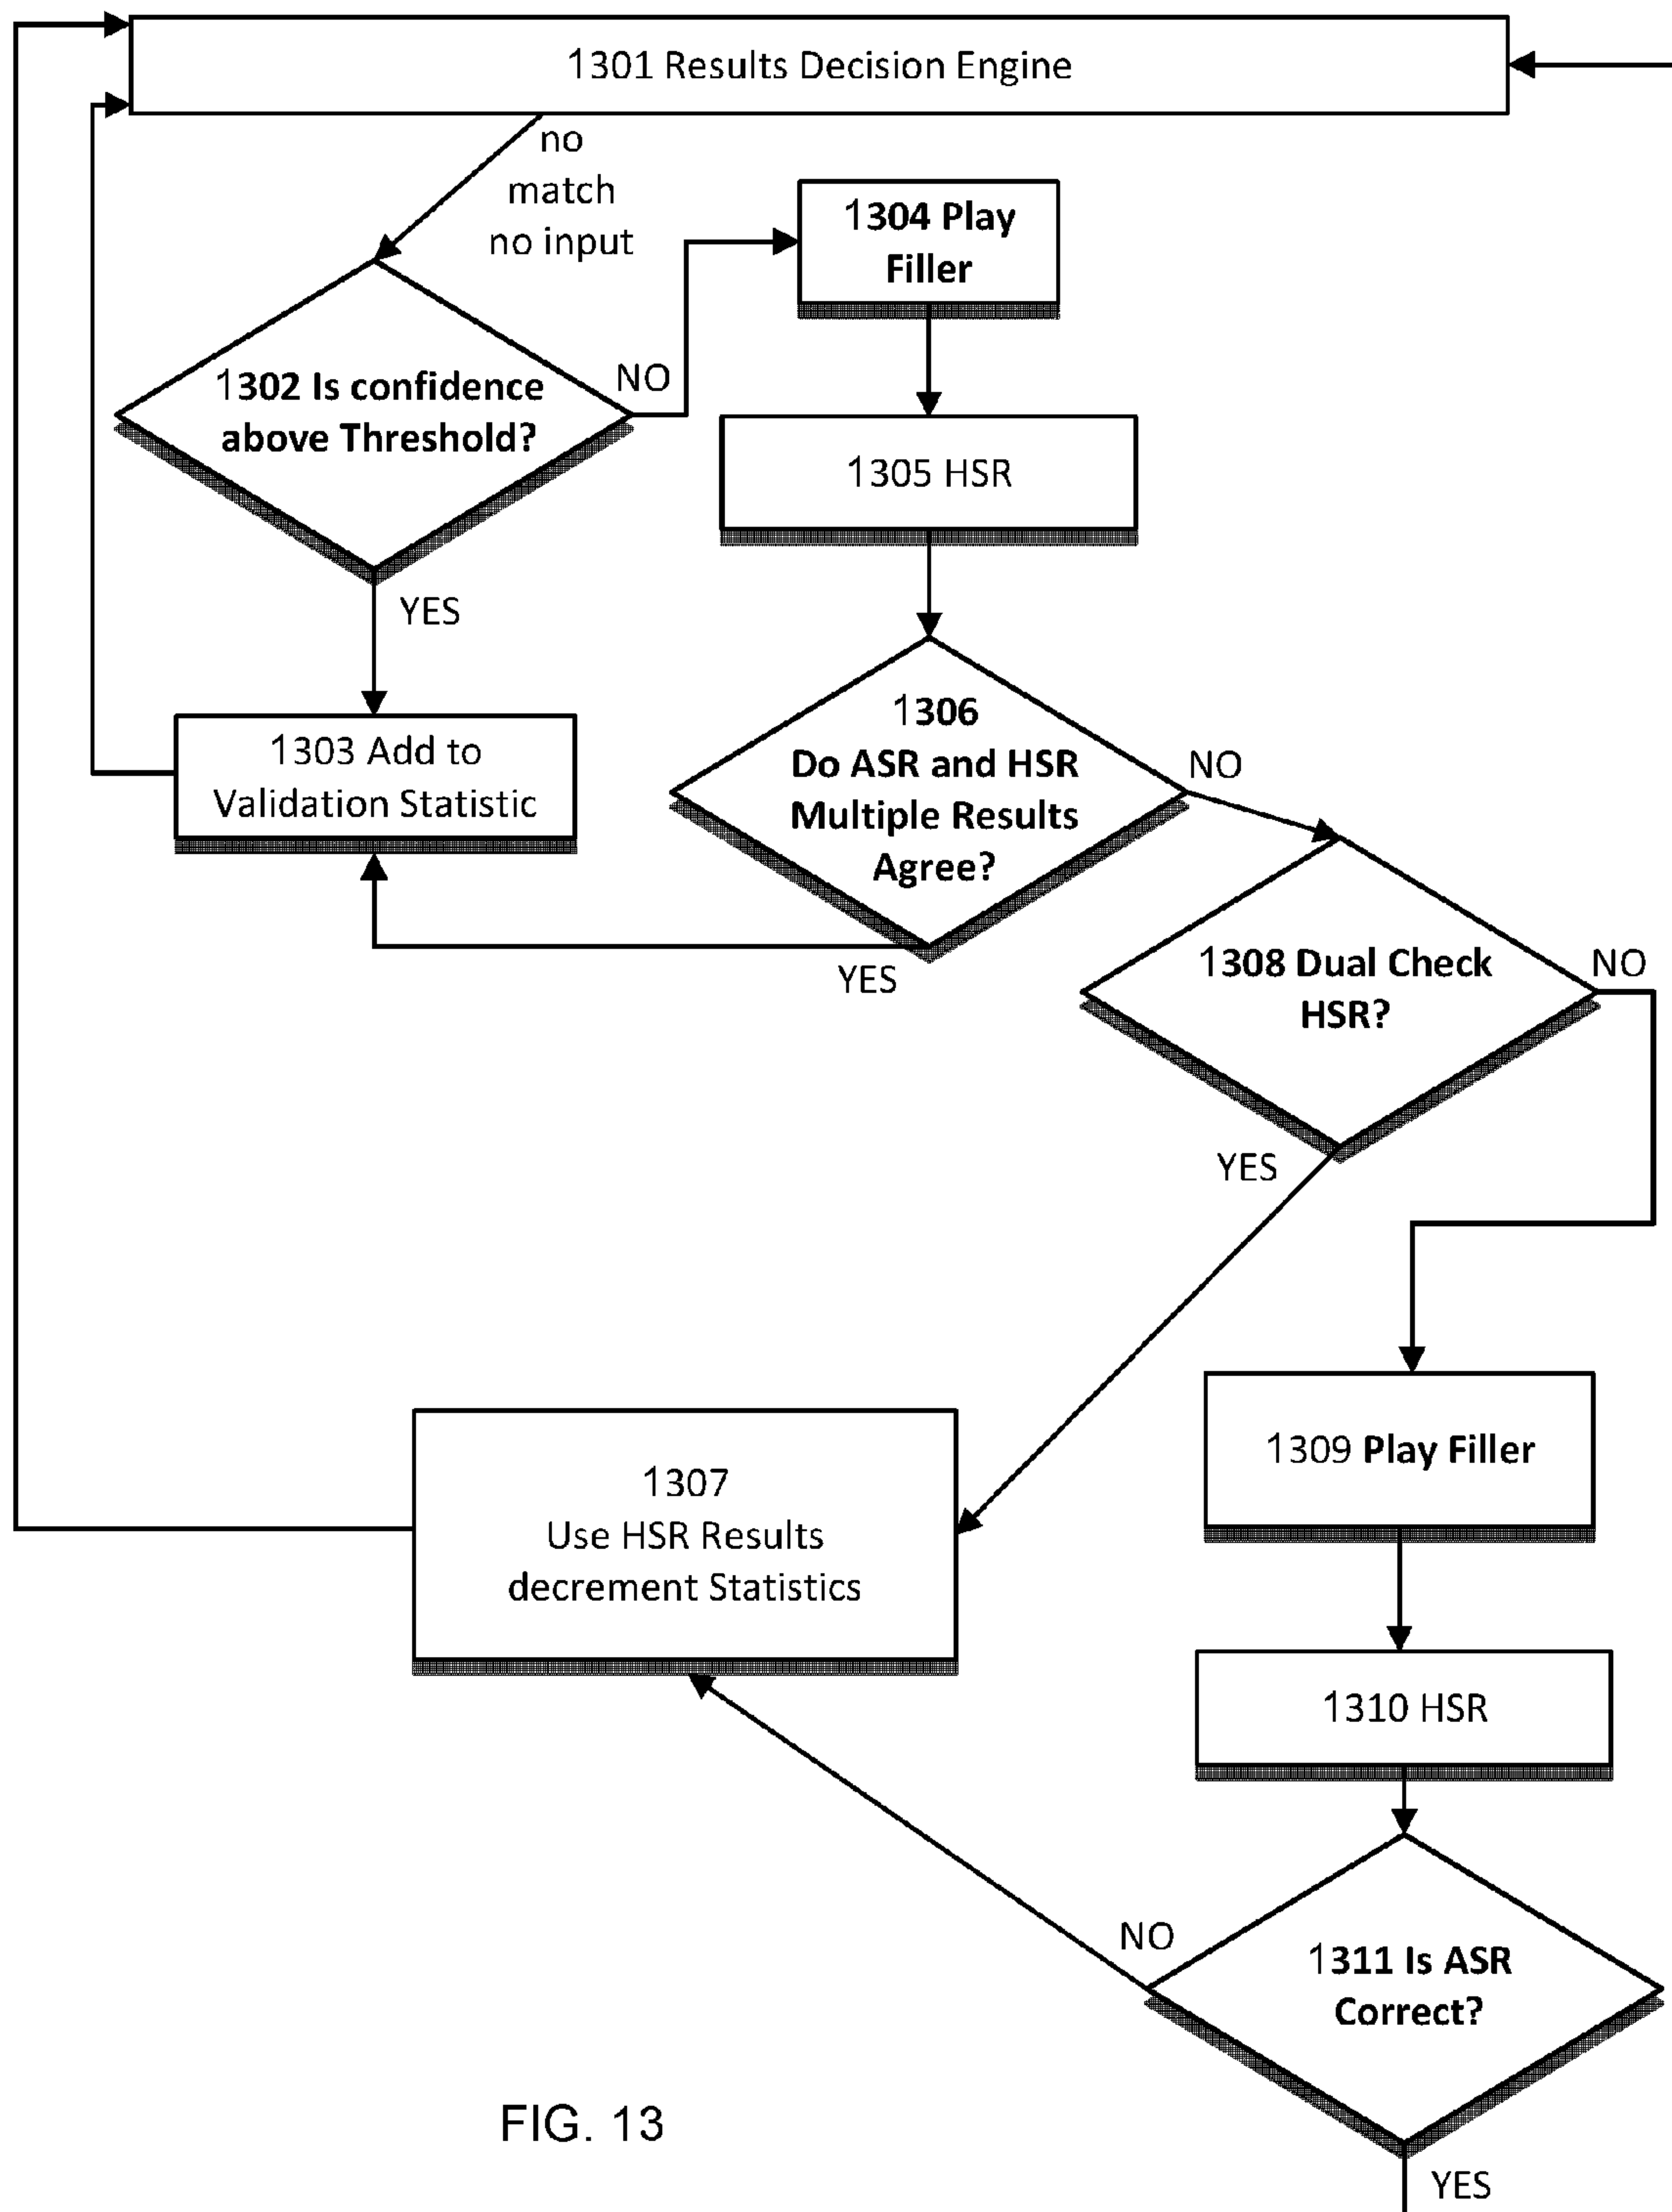 1301 Results Decision Engine
no
match
no input
1304 Play
Filler
1302 Is confidence
above Threshold?
NO
1305 HSR
YES
1303 Add to
Validation Statistic
1306
Do ASR and HSR
Multiple Results
Agree?
NO
YES
1308 Dual Check
HSR?
NO
YES
1309 Play Filler
1307
Use HSR Results
decrement Statistics
1310 HSR
NO
1311 Is ASR
Correct?
FIG. 13
YES